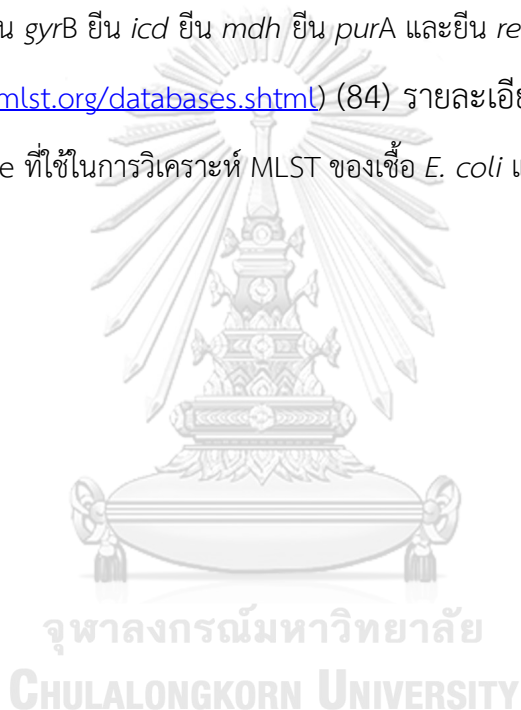 น gyrB ยีน icd ยีน mdh ยีน purA และยีน re
mlst.org/databases.shtml) (84) รายละเอีย
e ที่ใช้ในการวิเคราะห์ MLST ของเชื้อ E. coli แ
จุฬาลงกรณ์มหาวิทยาลัย
CHULALONGKORN UNIVERSITY